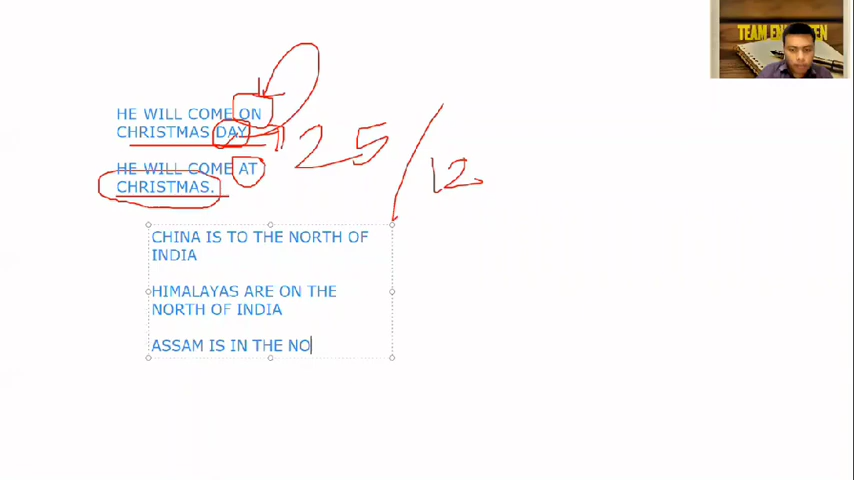 HE WILL COME ON
CHRISTMAS DAY
25/12
HE WILL COME AT
CHRISTMAS.
CHINA IS TO THE NORTH OF
INDIA
HIMALAYAS ARE ON THE
NORTH OF INDIA
ASSAM IS IN THE NO
TEAM